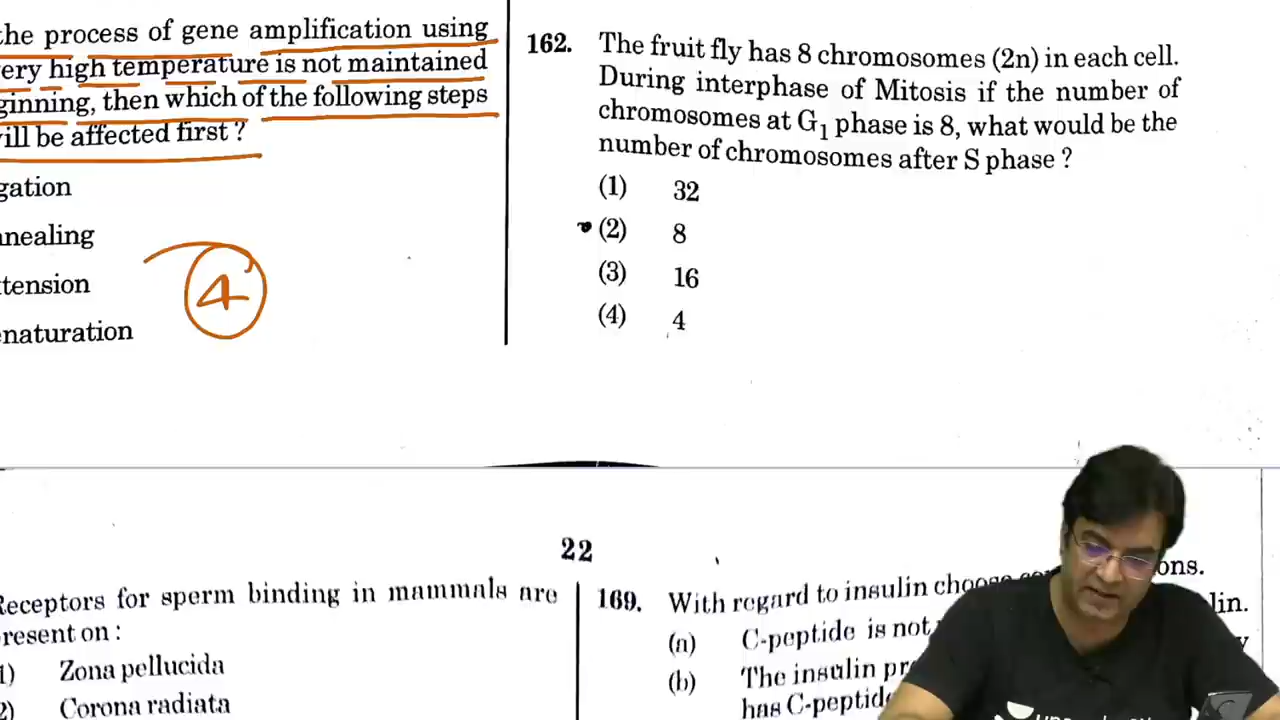 the process of gene amplification using
ery high temperature is not maintained
ginning, then which of the following steps
ill be affected first ?
gation
nnealing
tension
enaturation
4
162. The fruit fly has 8 chromosomes (2n) in each cell.
During interphase of Mitosis if the number of
chromosomes at G1 phase is 8, what would be the
number of chromosomes after S phase ?
(1) 32
(2) 8
(3) 16
(4) 4
22
Receptors for sperm binding in mammals are
present on :
1) Zona pellucida
2) Corona radiata
169. With regard to insulin choose ons.
(a) C-peptide is not lin.
(b) The insulin pr y
has C-peptide